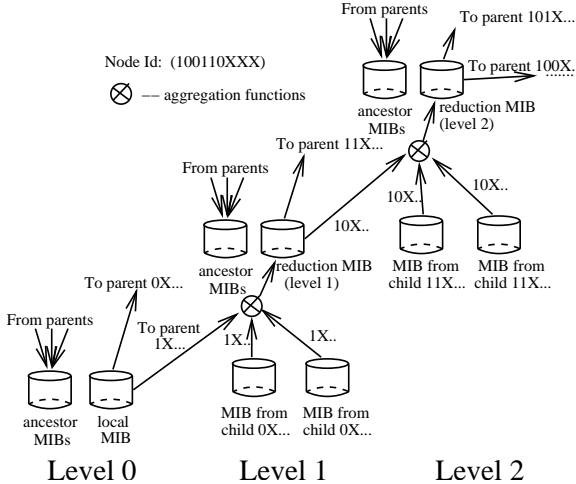 From parents
To parent 101X...
Node Id:  (100110XXX)
To parent 100X.
-- aggregation functions
ancestor
MIBs
reduction MIB
(level 2)
From parents
To parent 11X...
10X..
10X..
10X..
ancestor
MIBs
reduction MIB
(level 1)
MIB from
child 11X...
MIB from
child 11X...
To parent 0X...
From parents
To parent
1X...
1X..
1X..
ancestor
MIBs
local
MIB
MIB from
child 0X...
MIB from
child 0X...
Level 0
Level 1
Level 2